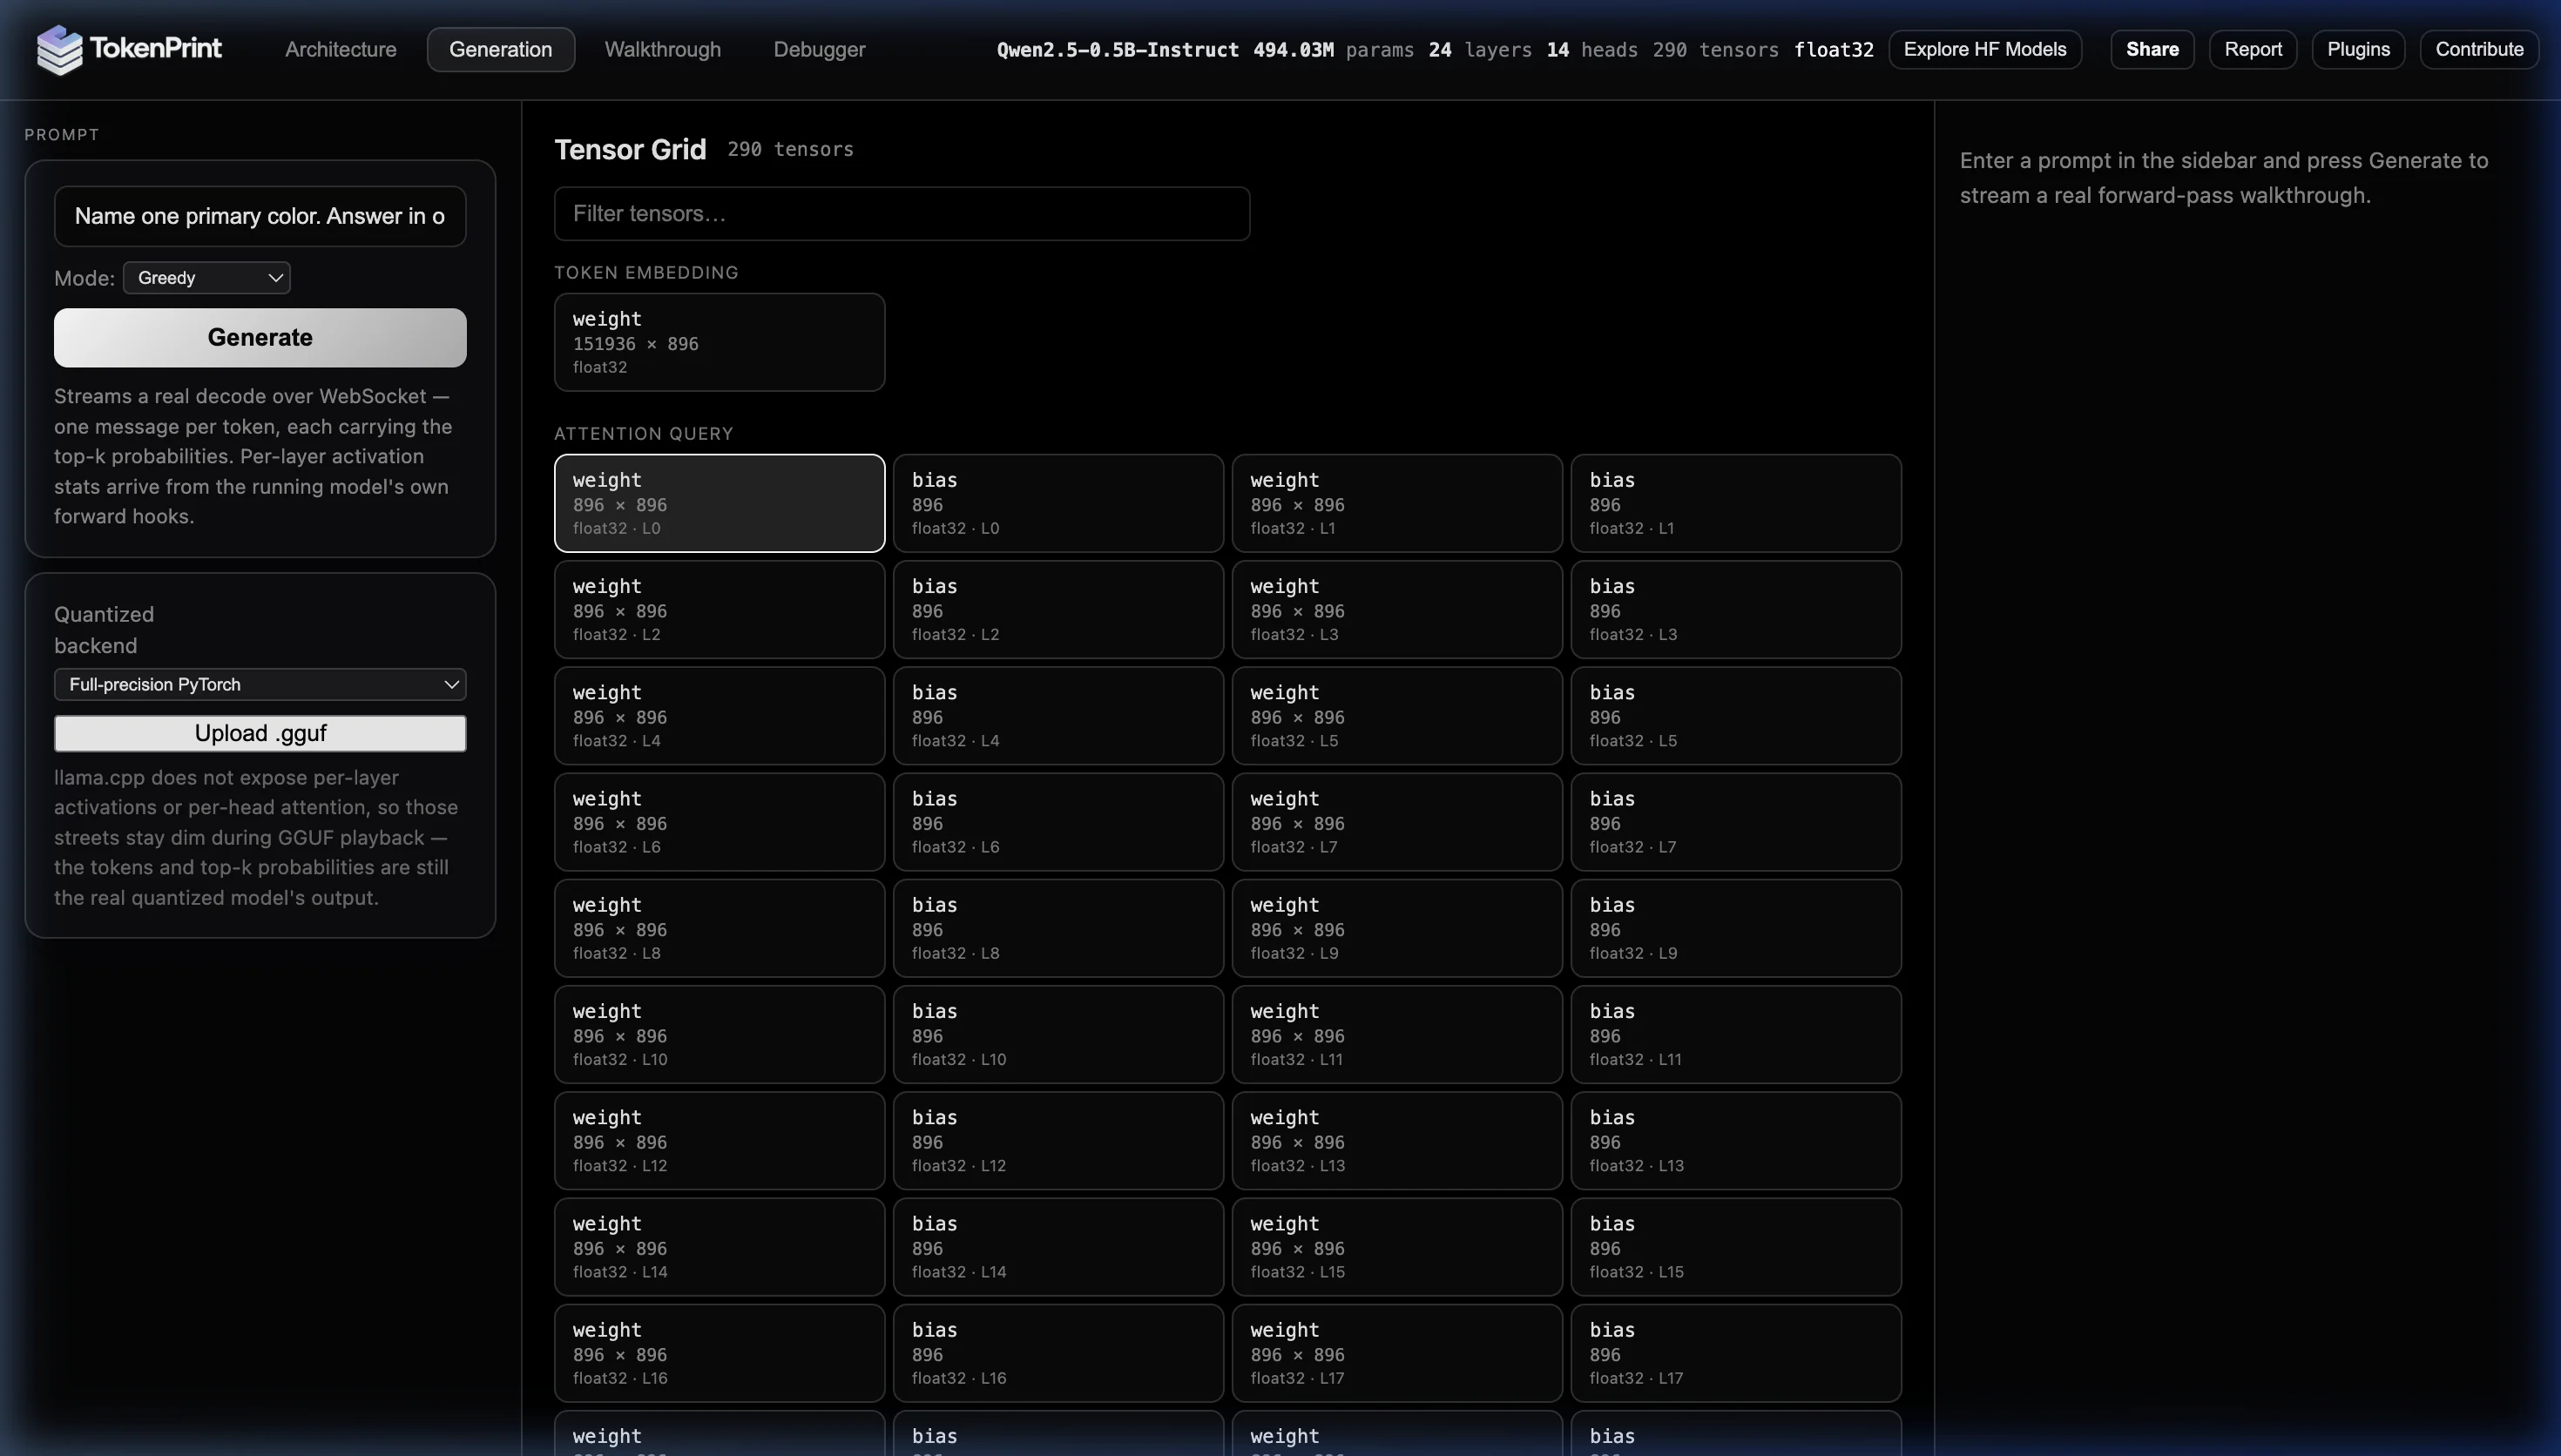 TokenPrint
Architecture
Generation
Walkthrough
Debugger
Qwen2.5-0.5B-Instruct 494.03M params 24 layers 14 heads 290 tensors float32
Explore HF Models
Share
Report
Plugins
Contribute
PROMPT
Name one primary color. Answer in o
Mode: Greedy
Generate
Streams a real decode over WebSocket —
one message per token, each carrying the
top-k probabilities. Per-layer activation
stats arrive from the running model's own
forward hooks.
Quantized
backend
Full-precision PyTorch
Upload .gguf
llama.cpp does not expose per-layer
activations or per-head attention, so those
streets stay dim during GGUF playback —
the tokens and top-k probabilities are still
the real quantized model's output.
Tensor Grid 290 tensors
Filter tensors…
TOKEN EMBEDDING
weight
151936 × 896
float32
ATTENTION QUERY
weight bias weight bias
896 × 896 896 896 × 896 896
float32 · L0 float32 · L0 float32 · L1 float32 · L1
weight bias weight bias
896 × 896 896 896 × 896 896
float32 · L2 float32 · L2 float32 · L3 float32 · L3
weight bias weight bias
896 × 896 896 896 × 896 896
float32 · L4 float32 · L4 float32 · L5 float32 · L5
weight bias weight bias
896 × 896 896 896 × 896 896
float32 · L6 float32 · L6 float32 · L7 float32 · L7
weight bias weight bias
896 × 896 896 896 × 896 896
float32 · L8 float32 · L8 float32 · L9 float32 · L9
weight bias weight bias
896 × 896 896 896 × 896 896
float32 · L10 float32 · L10 float32 · L11 float32 · L11
weight bias weight bias
896 × 896 896 896 × 896 896
float32 · L12 float32 · L12 float32 · L13 float32 · L13
weight bias weight bias
896 × 896 896 896 × 896 896
float32 · L14 float32 · L14 float32 · L15 float32 · L15
weight bias weight bias
896 × 896 896 896 × 896 896
float32 · L16 float32 · L16 float32 · L17 float32 · L17
weight bias weight bias
Enter a prompt in the sidebar and press Generate to
stream a real forward-pass walkthrough.